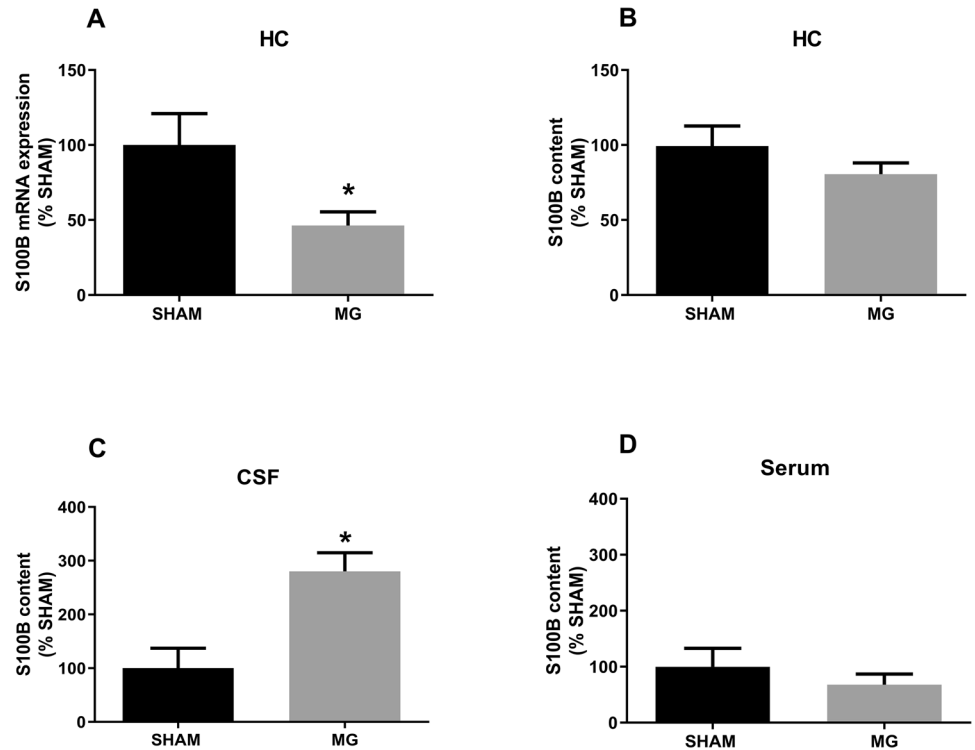 A
HC
S100B mRNA expression
(% SHAM)
150
100
50
0
*
SHAM
MG
B
HC
S100B content
(% SHAM)
150
100
50
0
SHAM
MG
C
CSF
S100B content
(% SHAM)
400
300
200
100
0
*
SHAM
MG
D
Serum
S100B content
(% SHAM)
400
300
200
100
0
SHAM
MG